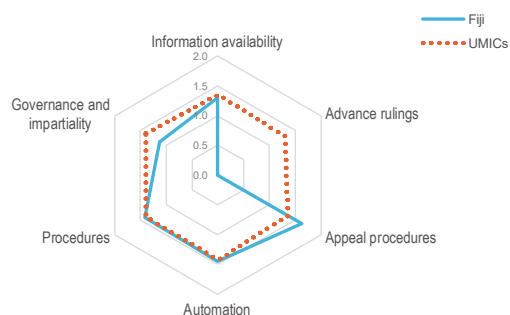 Fiji
UMICs
Information availability
2.0
1.5
1.0
0.5
0.0
Advance rulings
Appeal procedures
Automation
Procedures
Governance and
impartiality